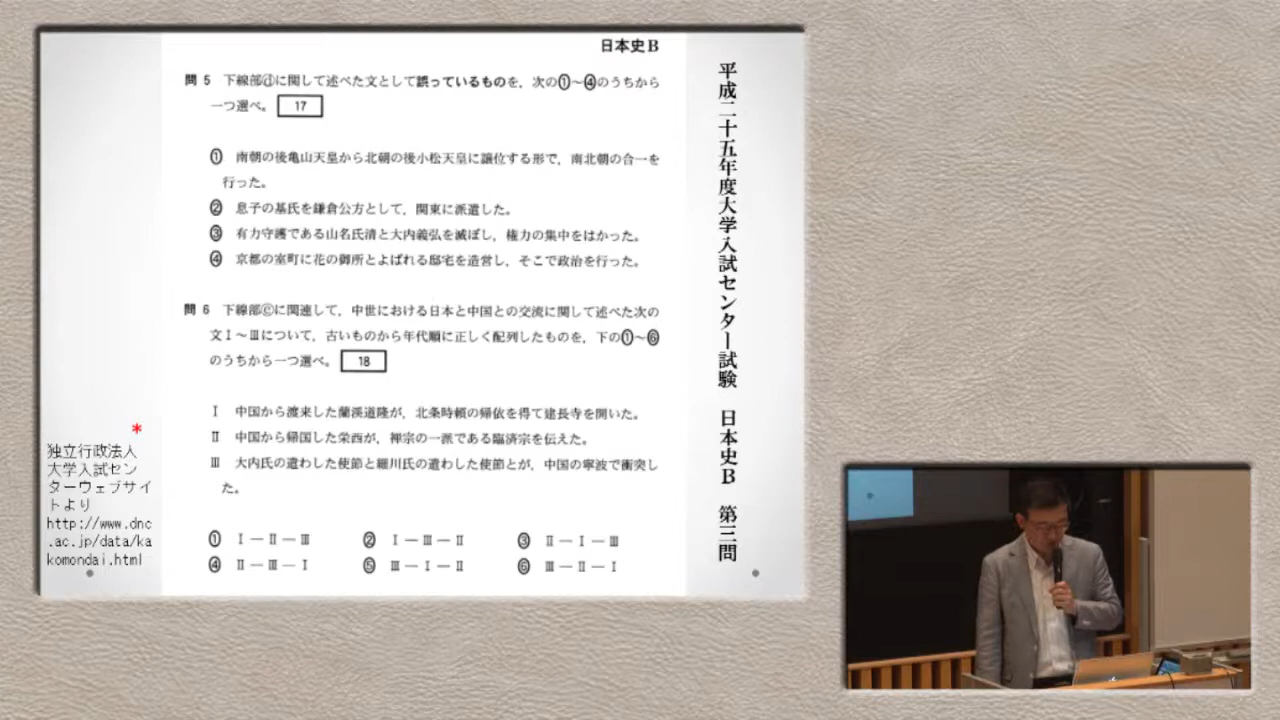 日本史B
問 5 下線部ⓓに関して述べた文として誤っているものを，次の①～④のうちから
一つ選べ。 17
① 南朝の後亀山天皇から北朝の後小松天皇に譲位する形で，南北朝の合一を
行った。
② 息子の基氏を鎌倉公方として，関東に派遣した。
③ 有力守護である山名氏清と大内義弘を滅ぼし，権力の集中をはかった。
④ 京都の室町に花の御所とよばれる邸宅を造営し，そこで政治を行った。
問 6 下線部ⓔに関連して，中世における日本と中国との交流に関して述べた次の
文Ⅰ～Ⅲについて，古いものから年代順に正しく配列したものを，下の①～⑥
のうちから一つ選べ。 18
Ⅰ 中国から渡来した蘭溪道隆が，北条時頼の帰依を得て建長寺を開いた。
Ⅱ 中国から帰国した栄西が，禅宗の一派である臨済宗を伝えた。
Ⅲ 大内氏の遣わした使節と細川氏の遣わした使節とが，中国の寧波で衝突し
た。
① Ⅰ―Ⅱ―Ⅲ ② Ⅰ―Ⅲ―Ⅱ ③ Ⅱ―Ⅰ―Ⅲ
④ Ⅱ―Ⅲ―Ⅰ ⑤ Ⅲ―Ⅰ―Ⅱ ⑥ Ⅲ―Ⅱ―Ⅰ
平成二十五年度大学入試センター試験 日本史B 第三問
*
独立行政法人
大学入試セン
ターウェブサイ
トより
http://www.dnc
.ac.jp/data/ka
komondai.html